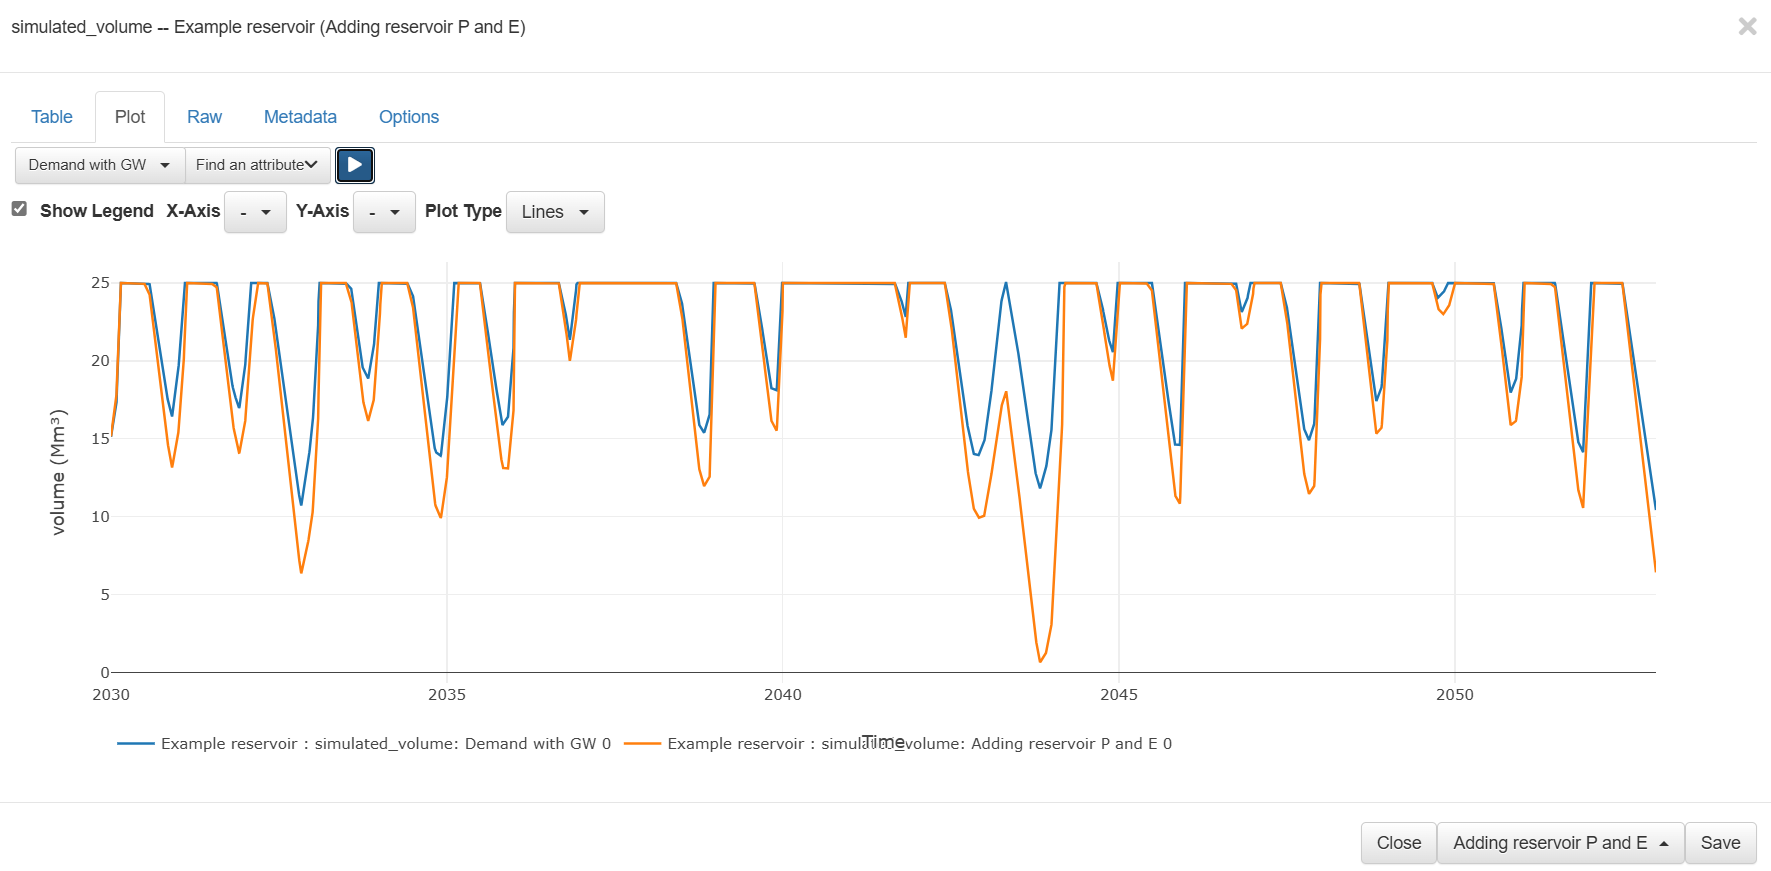 simulated_volume -- Example reservoir (Adding reservoir P and E)
Table Plot Raw Metadata Options
Demand with GW Find an attribute
Show Legend X-Axis - Y-Axis - Plot Type Lines
25
20
15
10
5
0
volume (Mm³)
2030 2035 2040 2045 2050
Time
Example reservoir : simulated_volume: Demand with GW 0 Example reservoir : simulated_volume: Adding reservoir P and E 0
Close Adding reservoir P and E Save